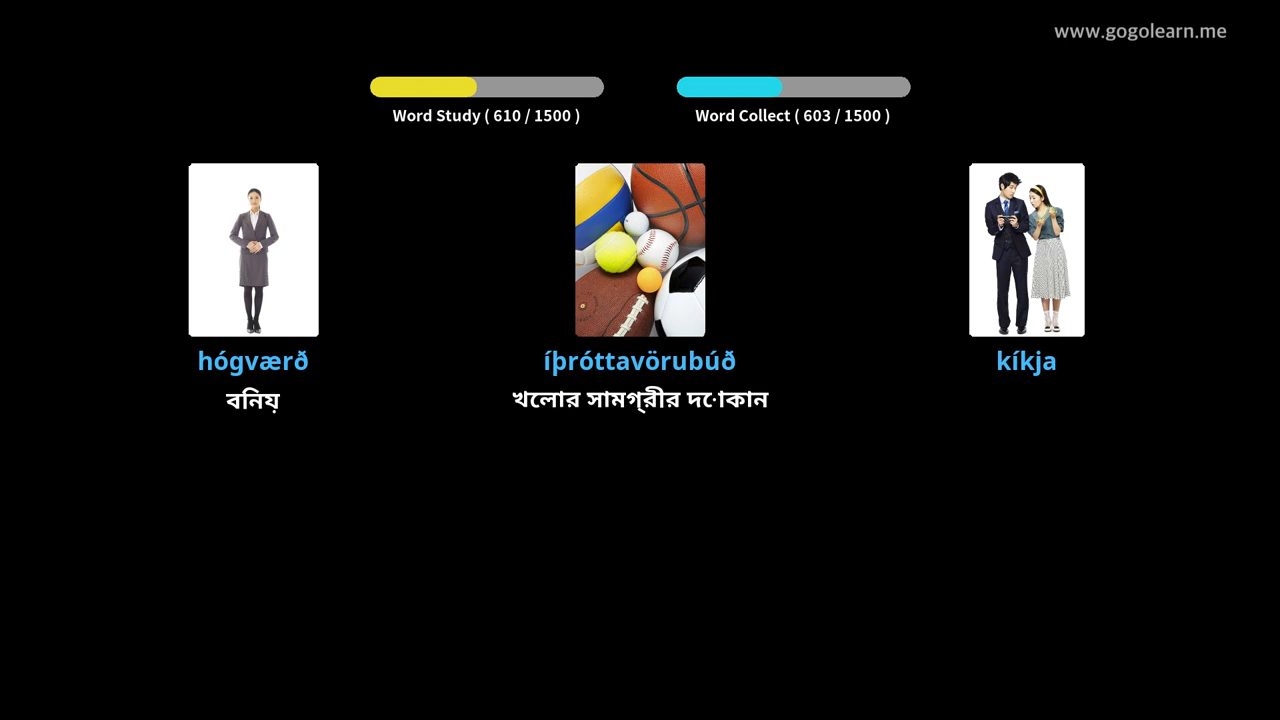 www.gogolearn.me
Word Study ( 610 / 1500 )
Word Collect ( 603 / 1500 )
hógværð
íþróttavörubúð
kíkja
বিনয়
খেলার সামগ্রীর দোকান